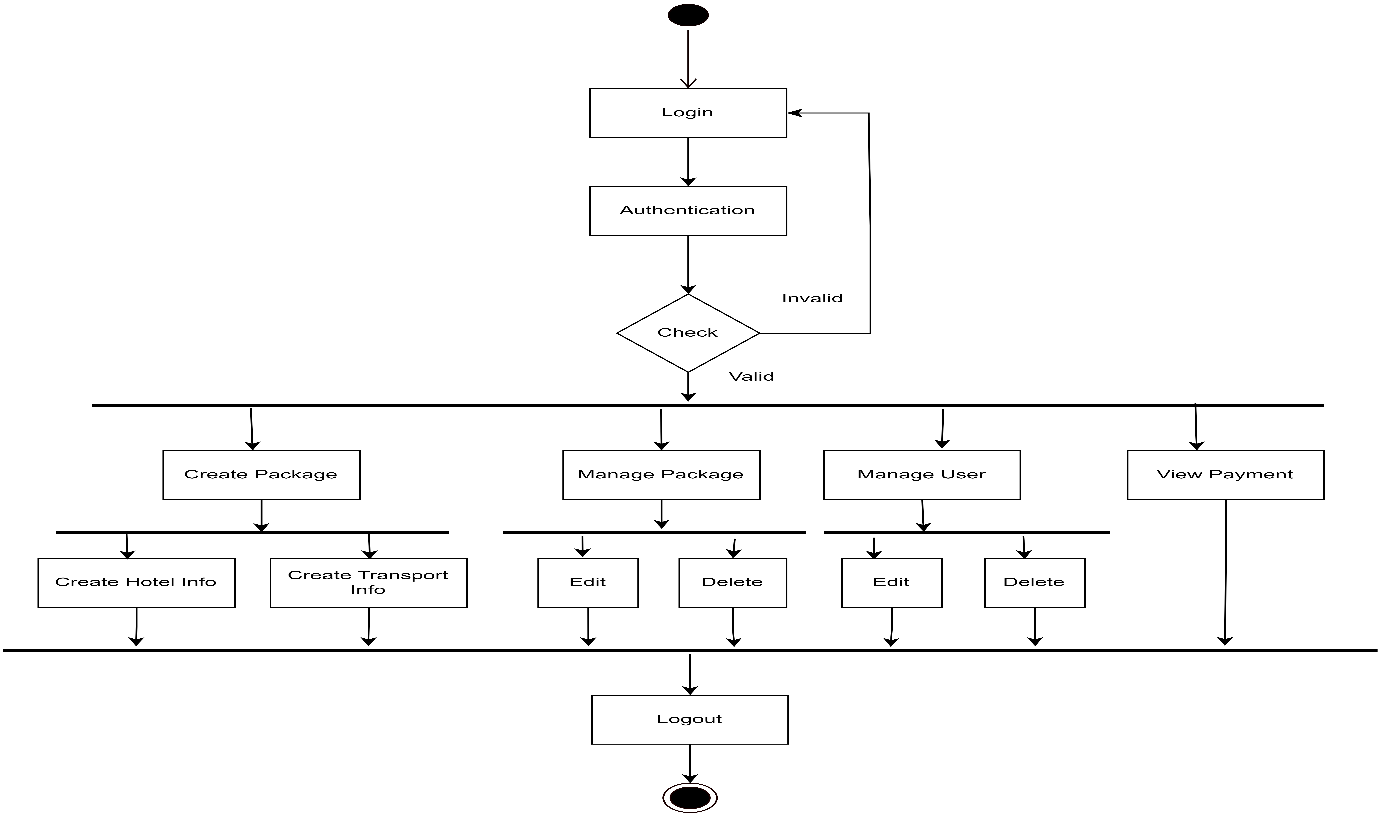 Login
Authentication
Invalid
Check
Valid
Create Package
Manage Package
Manage User
View Payment
Create Hotel Info
Create Transport
Info
Edit
Delete
Edit
Delete
Logout